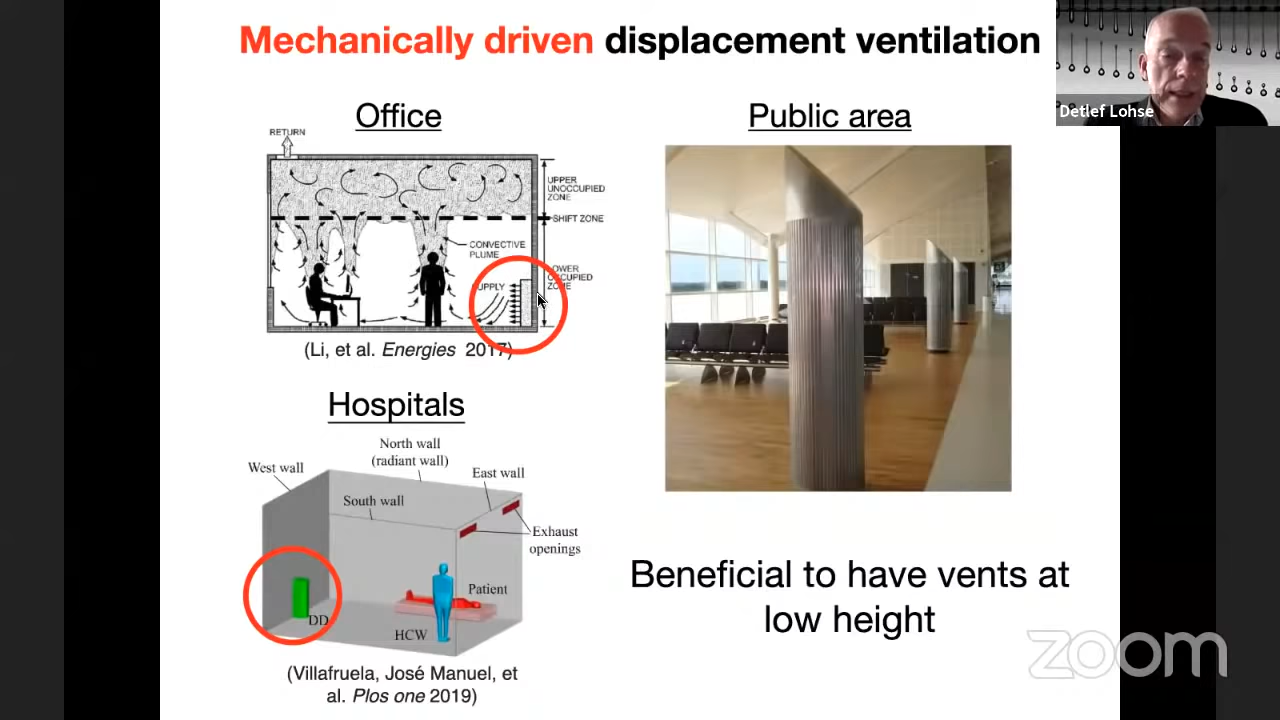 Mechanically driven displacement ventilation
Detlef Lohse
Office
RETURN
UPPER
UNOCCUPIED
ZONE
SHIFT ZONE
CONVECTIVE
PLUME
LOWER
OCCUPIED
ZONE
SUPPLY
(Li, et al. Energies 2017)
Public area
Hospitals
North wall
(radiant wall)
West wall
East wall
South wall
Exhaust
openings
Patient
DD
HCW
(Villafruela, José Manuel, et
al. Plos one 2019)
Beneficial to have vents at
low height
zoom